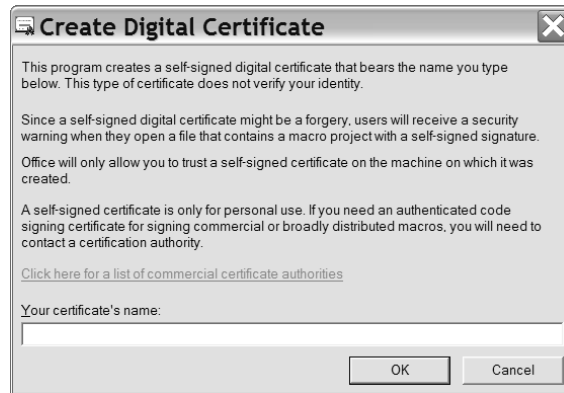 Create Digital Certificate
This program creates a self-signed digital certificate that bears the name you type
below. This type of certificate does not verify your identity.
Since a self-signed digital certificate might be a forgery, users will receive a security
warning when they open a file that contains a macro project with a self-signed signature.
Office will only allow you to trust a self-signed certificate on the machine on which it was
created.
A self-signed certificate is only for personal use. If you need an authenticated code
signing certificate for signing commercial or broadly distributed macros, you will need to
contact a certification authority.
Click here for a list of commercial certificate authorities
Your certificate's name:
OK Cancel